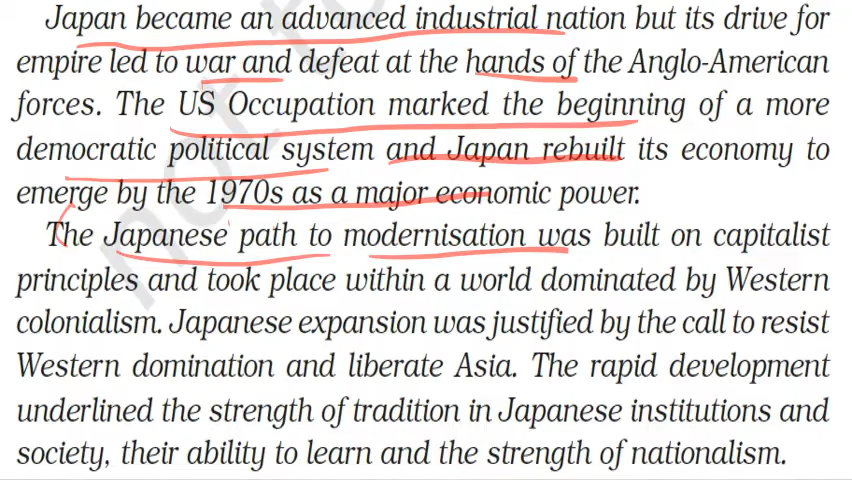 Japan became an advanced industrial nation but its drive for
empire led to war and defeat at the hands of the Anglo-American
forces. The US Occupation marked the beginning of a more
democratic political system and Japan rebuilt its economy to
emerge by the 1970s as a major economic power.
The Japanese path to modernisation was built on capitalist
principles and took place within a world dominated by Western
colonialism. Japanese expansion was justified by the call to resist
Western domination and liberate Asia. The rapid development
underlined the strength of tradition in Japanese institutions and
society, their ability to learn and the strength of nationalism.